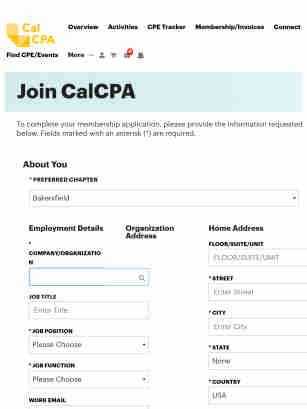 Cal
CPA
Overview Activities CPE Tracker Membership/Invoices Connect
Find CPE/Events More
Join CalCPA
To complete your membership application, please provide the information requested
below. Fields marked with an asterisk (*) are required.
About You
* PREFERRED CHAPTER
Bakersfield
Employment Details
*
COMPANY/ORGANIZATIO
N
JOB TITLE
Enter Title
* JOB POSITION
Please Choose
* JOB FUNCTION
Please Choose
WORK EMAIL
Organization
Address
Home Address
FLOOR/SUITE/UNIT
FLOOR/SUITE/UNIT
* STREET
Enter Street
* CITY
Enter City
* STATE
None
* COUNTRY
USA